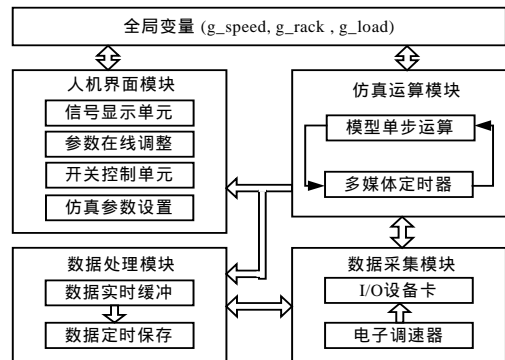 全局变量 (g_speed, g_rack , g_load)
人机界面模块
信号显示单元
参数在线调整
开关控制单元
仿真参数设置
仿真运算模块
模型单步运算
多媒体定时器
数据处理模块
数据实时缓冲
数据定时保存
数据采集模块
I/O设备卡
电子调速器